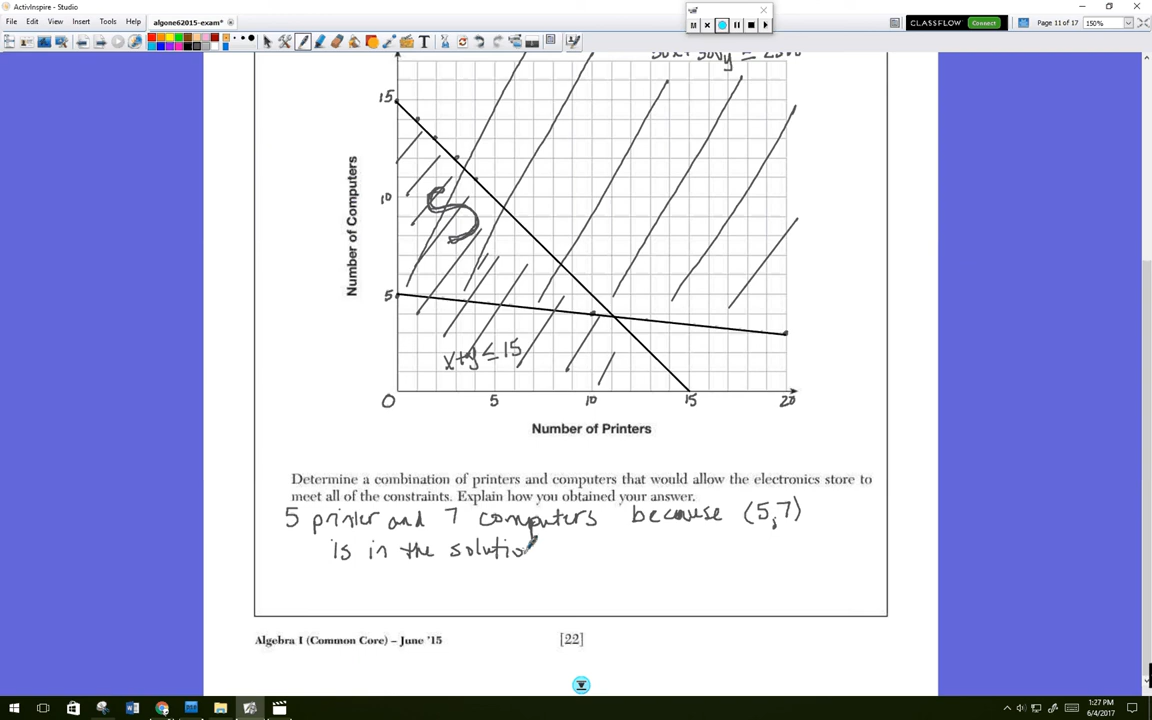 ActivInspire - Studio
File Edit View Insert Tools Help algone62015-exam*
CLASSFLOW Connect Page 11 of 17 150%
15
10
5
Number of Computers
S
x+y ≤ 15
0 5 10 15 20
Number of Printers
Determine a combination of printers and computers that would allow the electronics store to
meet all of the constraints. Explain how you obtained your answer.
5 printer and 7 computers because (5,7)
is in the solutio
Algebra I (Common Core) – June '15 [22]
1:27 PM
6/4/2017